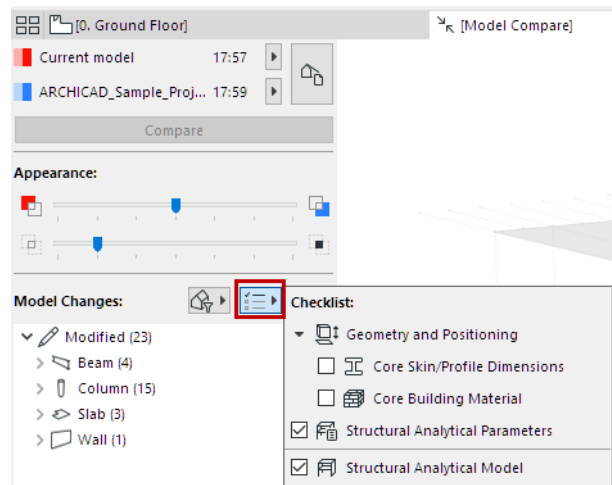 [0. Ground Floor]
[Model Compare]
Current model 17:57
ARCHICAD_Sample_Proj... 17:59
Compare
Appearance:
Model Changes:
Modified (23)
Beam (4)
Column (15)
Slab (3)
Wall (1)
Checklist:
Geometry and Positioning
Core Skin/Profile Dimensions
Core Building Material
Structural Analytical Parameters
Structural Analytical Model